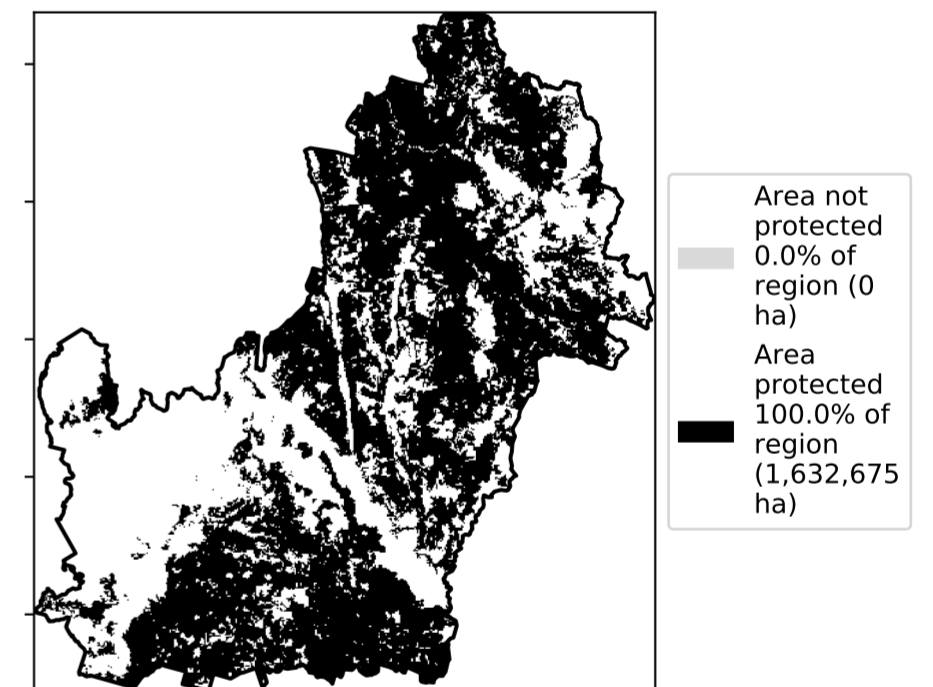 Area not
protected
0.0% of
region (0
ha)
Area
protected
100.0% of
region
(1,632,675
ha)